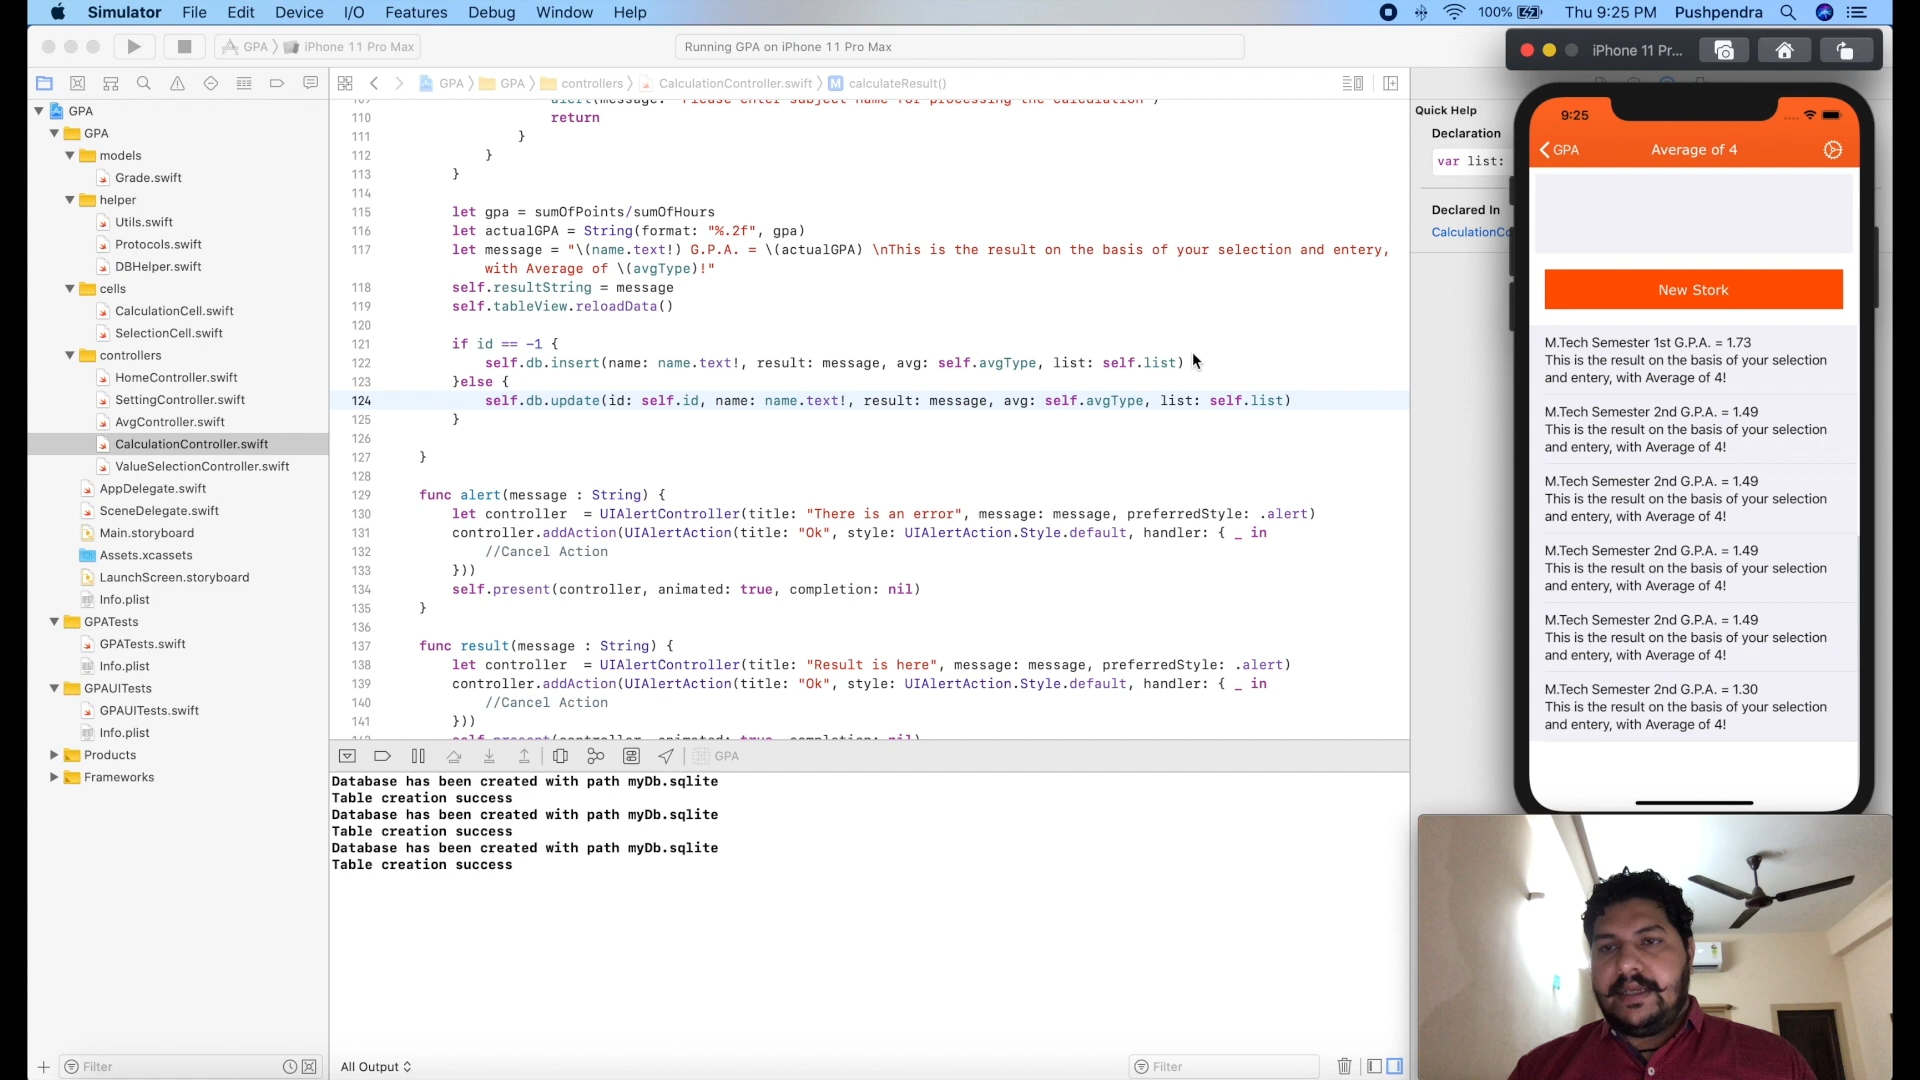 Simulator File Edit Device I/O Features Debug Window Help
100% Thu 9:25 PM Pushpendra
GPA iPhone 11 Pro Max
Running GPA on iPhone 11 Pro Max
iPhone 11 Pr...
GPA GPA controllers CalculationController.swift M calculateResult()
GPA
GPA
models
Grade.swift
helper
Utils.swift
Protocols.swift
DBHelper.swift
cells
CalculationCell.swift
SelectionCell.swift
controllers
HomeController.swift
SettingController.swift
AvgController.swift
CalculationController.swift
ValueSelectionController.swift
AppDelegate.swift
SceneDelegate.swift
Main.storyboard
Assets.xcassets
LaunchScreen.storyboard
Info.plist
GPATests
GPATests.swift
Info.plist
GPAUITests
GPAUITests.swift
Info.plist
Products
Frameworks
Filter
109 alert(message: "Please enter subject name for processing the calculation")
110 return
111 }
112 }
113 }
114
115 let gpa = sumOfPoints/sumOfHours
116 let actualGPA = String(format: "%.2f", gpa)
117 let message = "\(name.text!) G.P.A. = \(actualGPA) \nThis is the result on the basis of your selection and entery,
with Average of \(avgType)!"
118 self.resultString = message
119 self.tableView.reloadData()
120
121 if id == -1 {
122 self.db.insert(name: name.text!, result: message, avg: self.avgType, list: self.list)
123 }else {
124 self.db.update(id: self.id, name: name.text!, result: message, avg: self.avgType, list: self.list)
125 }
126
127 }
128
129 func alert(message : String) {
130 let controller  = UIAlertController(title: "There is an error", message: message, preferredStyle: .alert)
131 controller.addAction(UIAlertAction(title: "Ok", style: UIAlertAction.Style.default, handler: { _ in
132 //Cancel Action
133 }))
134 self.present(controller, animated: true, completion: nil)
135 }
136
137 func result(message : String) {
138 let controller  = UIAlertController(title: "Result is here", message: message, preferredStyle: .alert)
139 controller.addAction(UIAlertAction(title: "Ok", style: UIAlertAction.Style.default, handler: { _ in
140 //Cancel Action
141 }))
142 self.present(controller, animated: true, completion: nil)
GPA
Database has been created with path myDb.sqlite
Table creation success
Database has been created with path myDb.sqlite
Table creation success
Database has been created with path myDb.sqlite
Table creation success
All Output
Filter
Quick Help
Declaration
var list:
Declared In
CalculationCo
9:25
GPA Average of 4
New Stork
M.Tech Semester 1st G.P.A. = 1.73
This is the result on the basis of your selection
and entery, with Average of 4!
M.Tech Semester 2nd G.P.A. = 1.49
This is the result on the basis of your selection
and entery, with Average of 4!
M.Tech Semester 2nd G.P.A. = 1.49
This is the result on the basis of your selection
and entery, with Average of 4!
M.Tech Semester 2nd G.P.A. = 1.49
This is the result on the basis of your selection
and entery, with Average of 4!
M.Tech Semester 2nd G.P.A. = 1.49
This is the result on the basis of your selection
and entery, with Average of 4!
M.Tech Semester 2nd G.P.A. = 1.30
This is the result on the basis of your selection
and entery, with Average of 4!